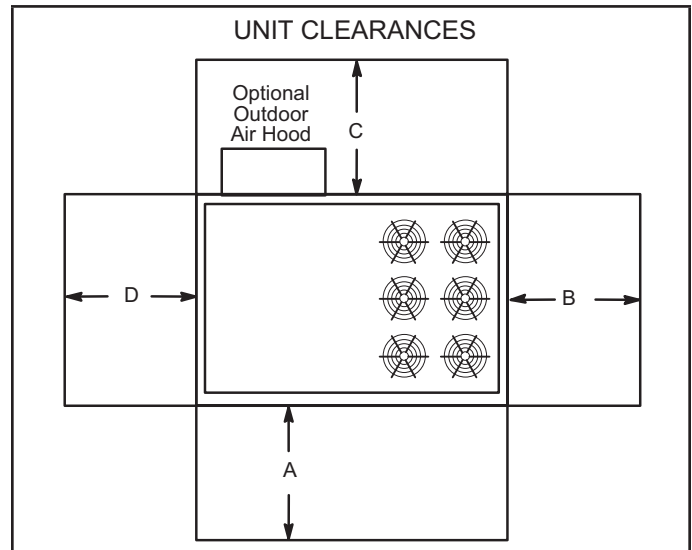 UNIT CLEARANCES
Optional
Outdoor
Air Hood
C
D
B
A